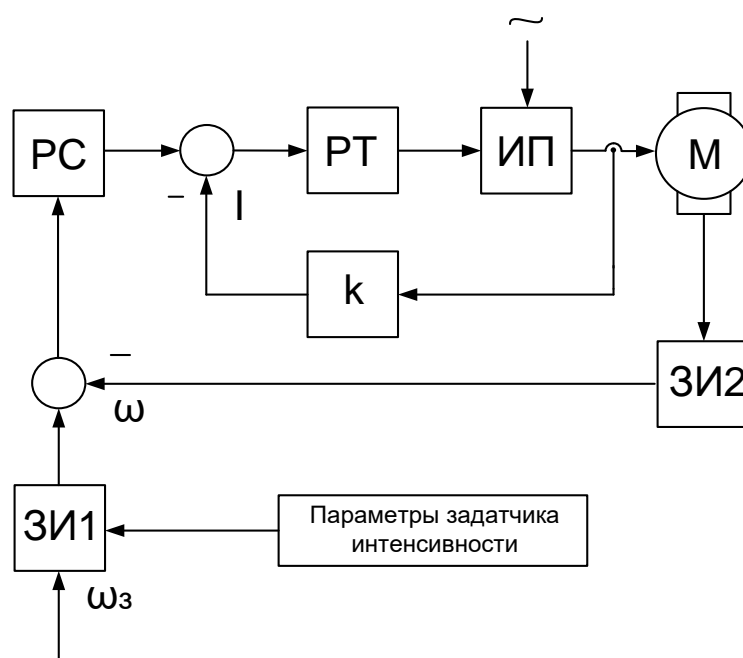 ~
РС
РТ
ИП
М
–
I
k
–
ω
ЗИ2
ЗИ1
Параметры задатчика
интенсивности
ωз